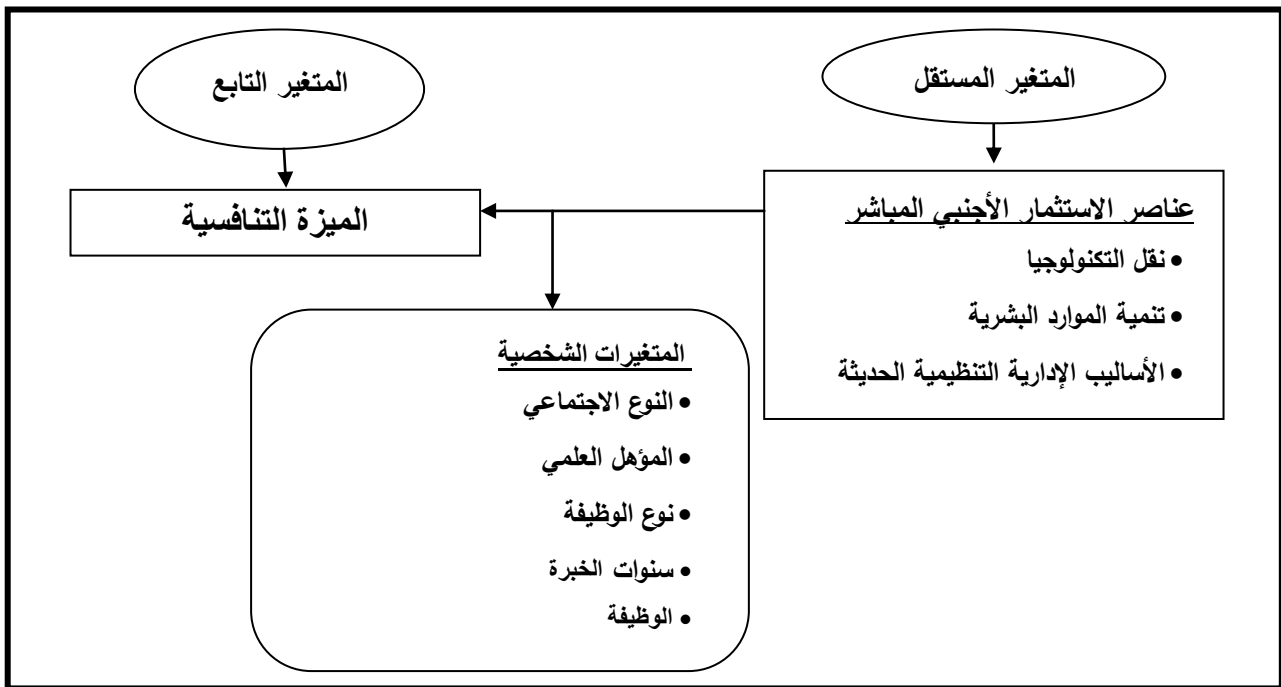 المتغير المستقل
المتغير التابع
عناصر الاستثمار الأجنبي المباشر
• نقل التكنولوجيا
• تنمية الموارد البشرية
• الأساليب الإدارية التنظيمية الحديثة
الميزة التنافسية
المتغيرات الشخصية
• النوع الاجتماعي
• المؤهل العلمي
• نوع الوظيفة
• سنوات الخبرة
• الوظيفة